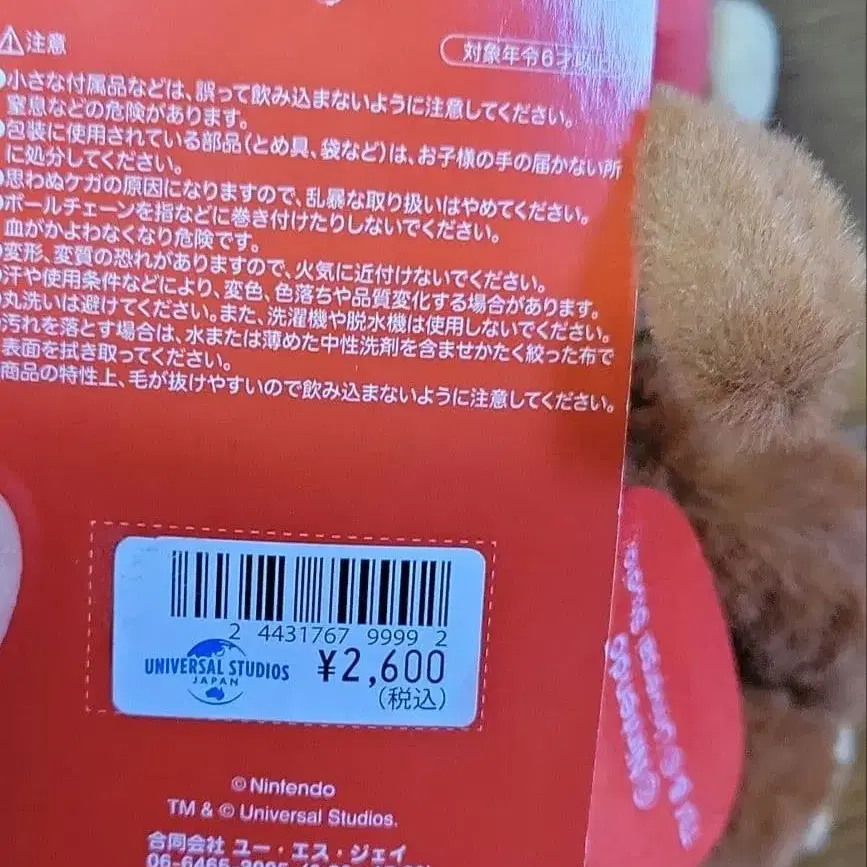 ⚠注意
対象年令6才以上
●小さな付属品などは、誤って飲み込まないように注意してください。
窒息などの危険があります。
●包装に使用されている部品(とめ具、袋など)は、お子様の手の届かない所
に処分してください。
●思わぬケガの原因になりますので、乱暴な取り扱いはやめてください。
●ボールチェーンを指などに巻き付けたりしないでください。
血がかよわなくなり危険です。
●変形、変質の恐れがありますので、火気に近付けないでください。
●汗や使用条件などにより、変色、色落ちや品質変化する場合があります。
●丸洗いは避けてください。また、洗濯機や脱水機は使用しないでください。
●汚れを落とす場合は、水または薄めた中性洗剤を含ませかたく絞った布で
表面を拭き取ってください。
商品の特性上、毛が抜けやすいので飲み込まないように注意してください。
2 4431767 9999 2
UNIVERSAL STUDIOS
JAPAN
¥2,600
(税込)
© Nintendo
TM & © Universal Studios.
合同会社 ユー・エス・ジェイ
06-6465
© Nintendo